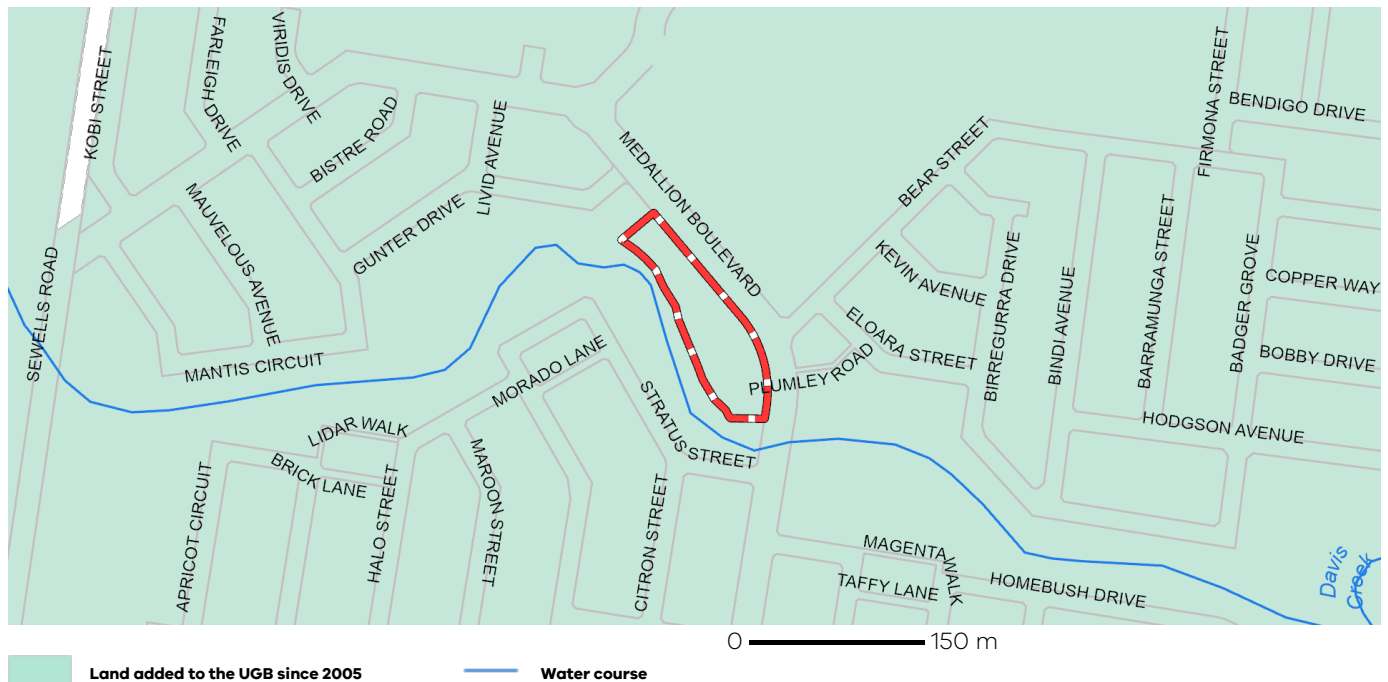 KOBI STREET
FARLEIGH DRIVE
VIRIDIS DRIVE
BISTRE ROAD
LIVID AVENUE
GUNTER DRIVE
MAUVELOUS AVENUE
MANTIS CIRCUIT
SEWELLS ROAD
MEDALLION BOULEVARD
BEAR STREET
FIRMONA STREET
BENDIGO DRIVE
KEVIN AVENUE
ELOARA STREET
BIRREGURRA DRIVE
BINDI AVENUE
BARRAMUNGA STREET
BADGER GROVE
COPPER WAY
BOBBY DRIVE
HODGSON AVENUE
PLUMLEY ROAD
MORADO LANE
STRATUS STREET
LIDAR WALK
BRICK LANE
APRICOT CIRCUIT
HALO STREET
MAROON STREET
CITRON STREET
MAGENTA WALK
TAFFY LANE
HOMEBUSH DRIVE
Davis
Creek
0 150 m
Land added to the UGB since 2005
Water course